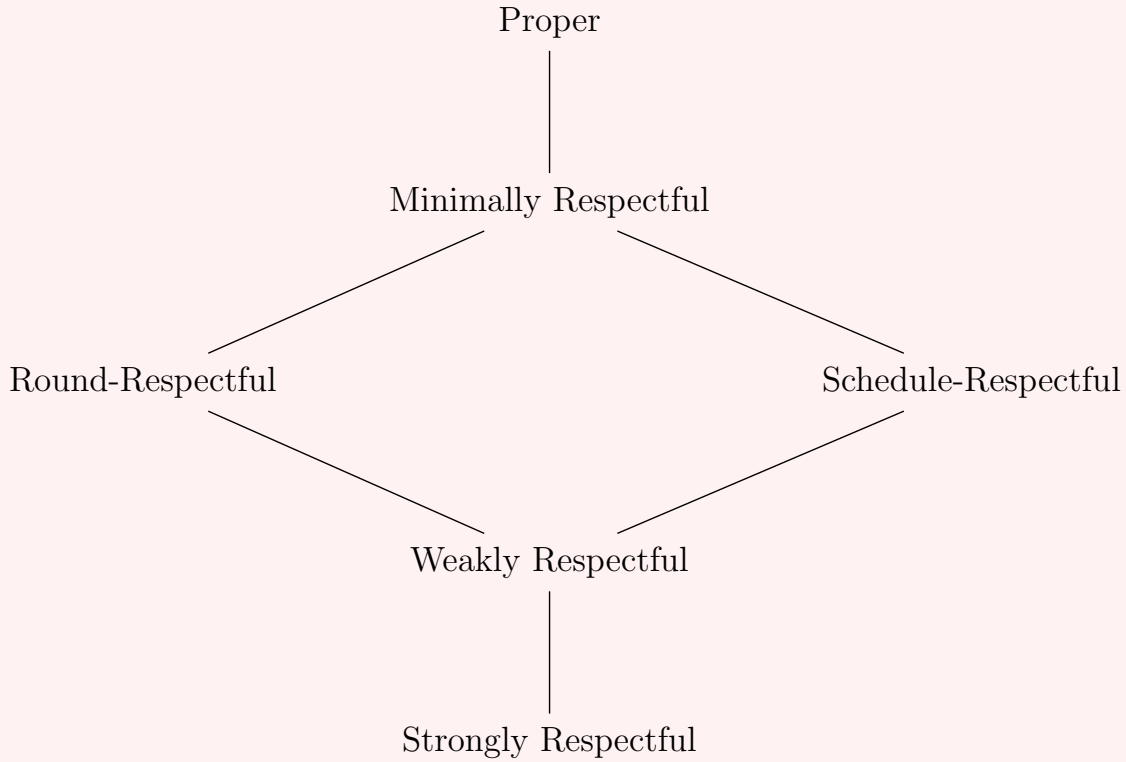 Proper
Minimally Respectful
Round-Respectful
Schedule-Respectful
Weakly Respectful
Strongly Respectful